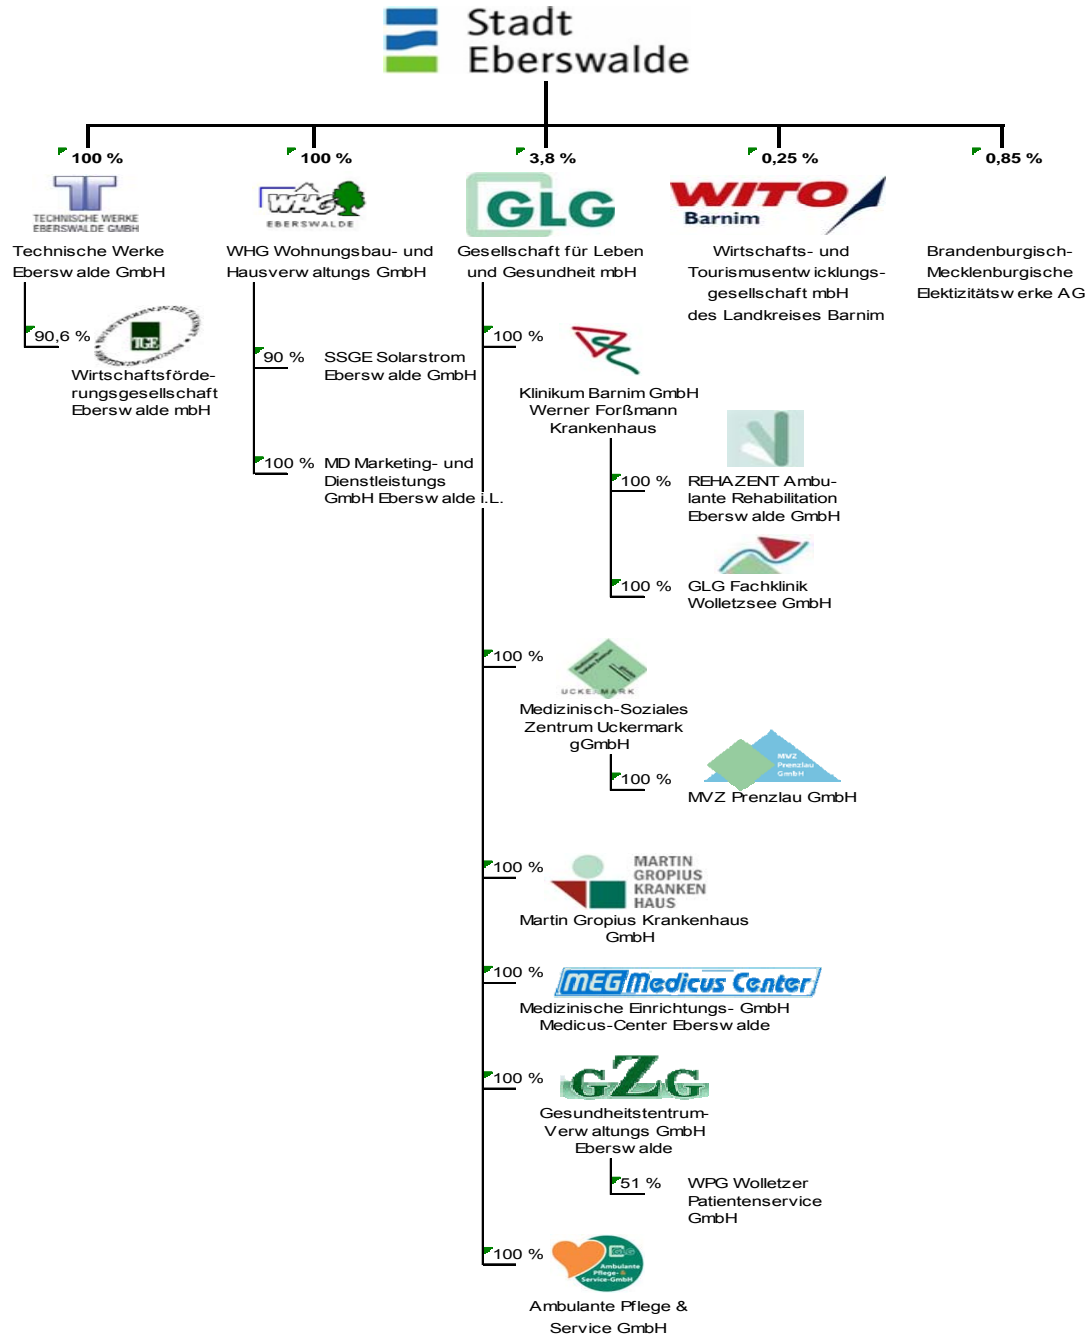 Stadt
Eberswalde
100 %
100 %
3,8 %
0,25 %
0,85 %
TECHNISCHE WERKE
EBERSWALDE GMBH
WHG
EBERSWALDE
GLG
WITO
Barnim
Technische Werke
Eberswalde GmbH
WHG Wohnungsbau- und
Hausverwaltungs GmbH
Gesellschaft für Leben
und Gesundheit mbH
Wirtschafts- und
Tourismusentwicklungs-
gesellschaft mbH
des Landkreises Barnim
Brandenburgisch-
Mecklenburgische
Elektizitätswerke AG
90,6 %
TGE
Wirtschaftsförde-
rungsgesellschaft
Eberswalde mbH
90 %
SSGE Solarstrom
Eberswalde GmbH
100 %
MD Marketing- und
Dienstleistungs
GmbH Eberswalde i.L.
100 %
Klinikum Barnim GmbH
Werner Forßmann
Krankenhaus
100 %
REHAZENT Ambu-
lante Rehabilitation
Eberswalde GmbH
100 %
GLG Fachklinik
Wolletzsee GmbH
100 %
UCKERMARK
Medizinisch-Soziales
Zentrum Uckermark
gGmbH
100 %
MVZ
Prenzlau
GmbH
MVZ Prenzlau GmbH
100 %
MARTIN
GROPIUS
KRANKEN
HAUS
Martin Gropius Krankenhaus
GmbH
100 %
MEG Medicus Center
Medizinische Einrichtungs- GmbH
Medicus-Center Eberswalde
100 %
GZG
Gesundheitstentrum-
Verwaltungs GmbH
Eberswalde
51 %
WPG Wolletzer
Patientenservice
GmbH
100 %
GLG
Ambulante
Pflege- &
Service-GmbH
Ambulante Pflege &
Service GmbH